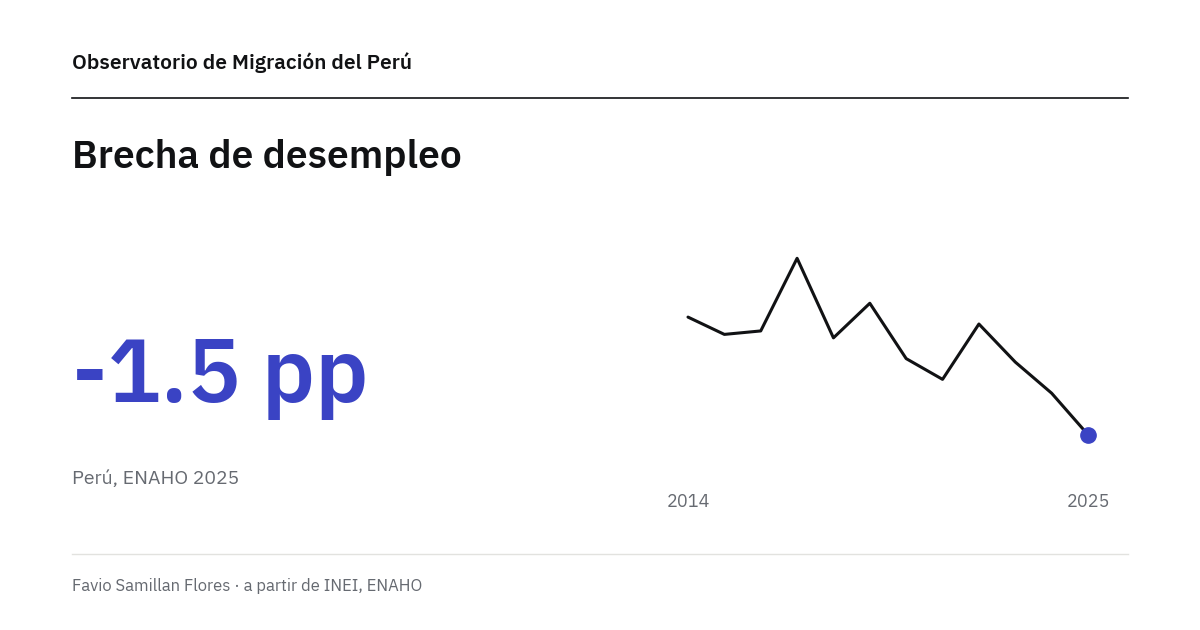 Observatorio de Migración del Perú
Brecha de desempleo
-1.5 pp
Perú, ENAHO 2025
2014
2025
Favio Samillan Flores · a partir de INEI, ENAHO